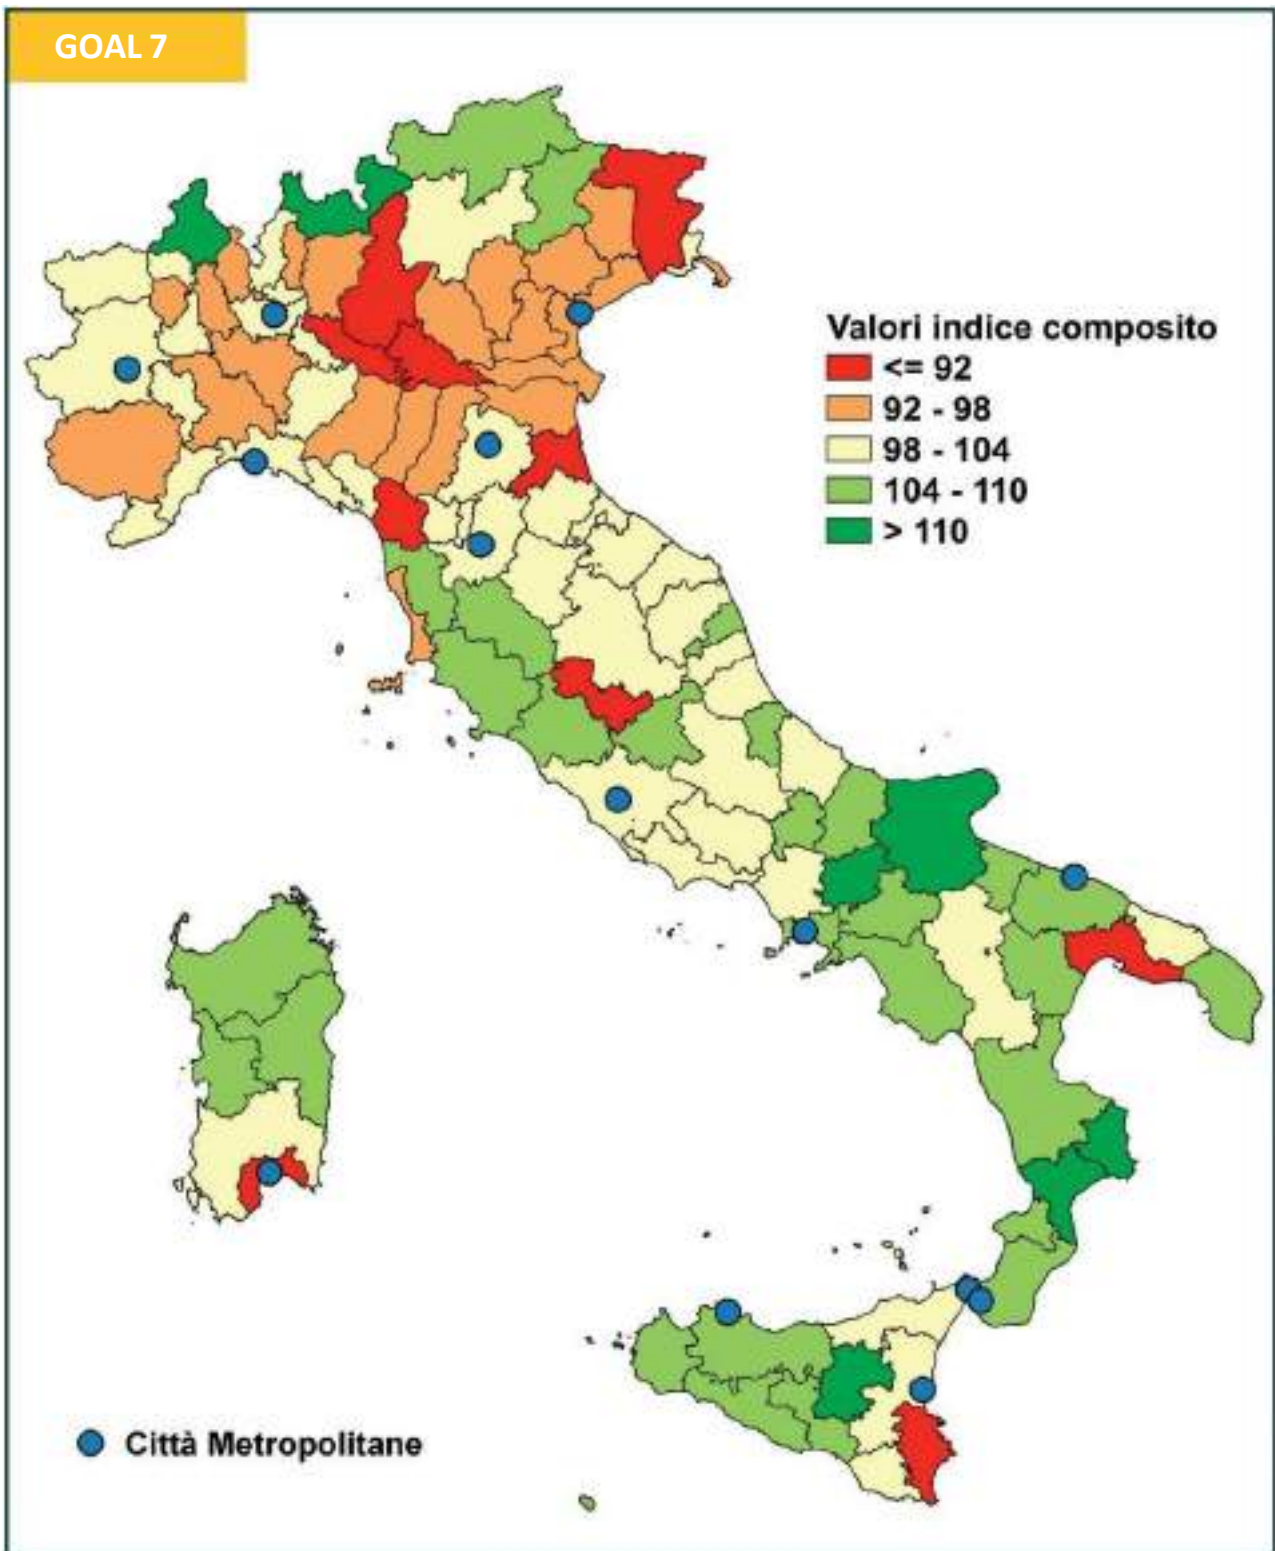 GOAL 7
Valori indice composito
<= 92
92 - 98
98 - 104
104 - 110
> 110
Città Metropolitane